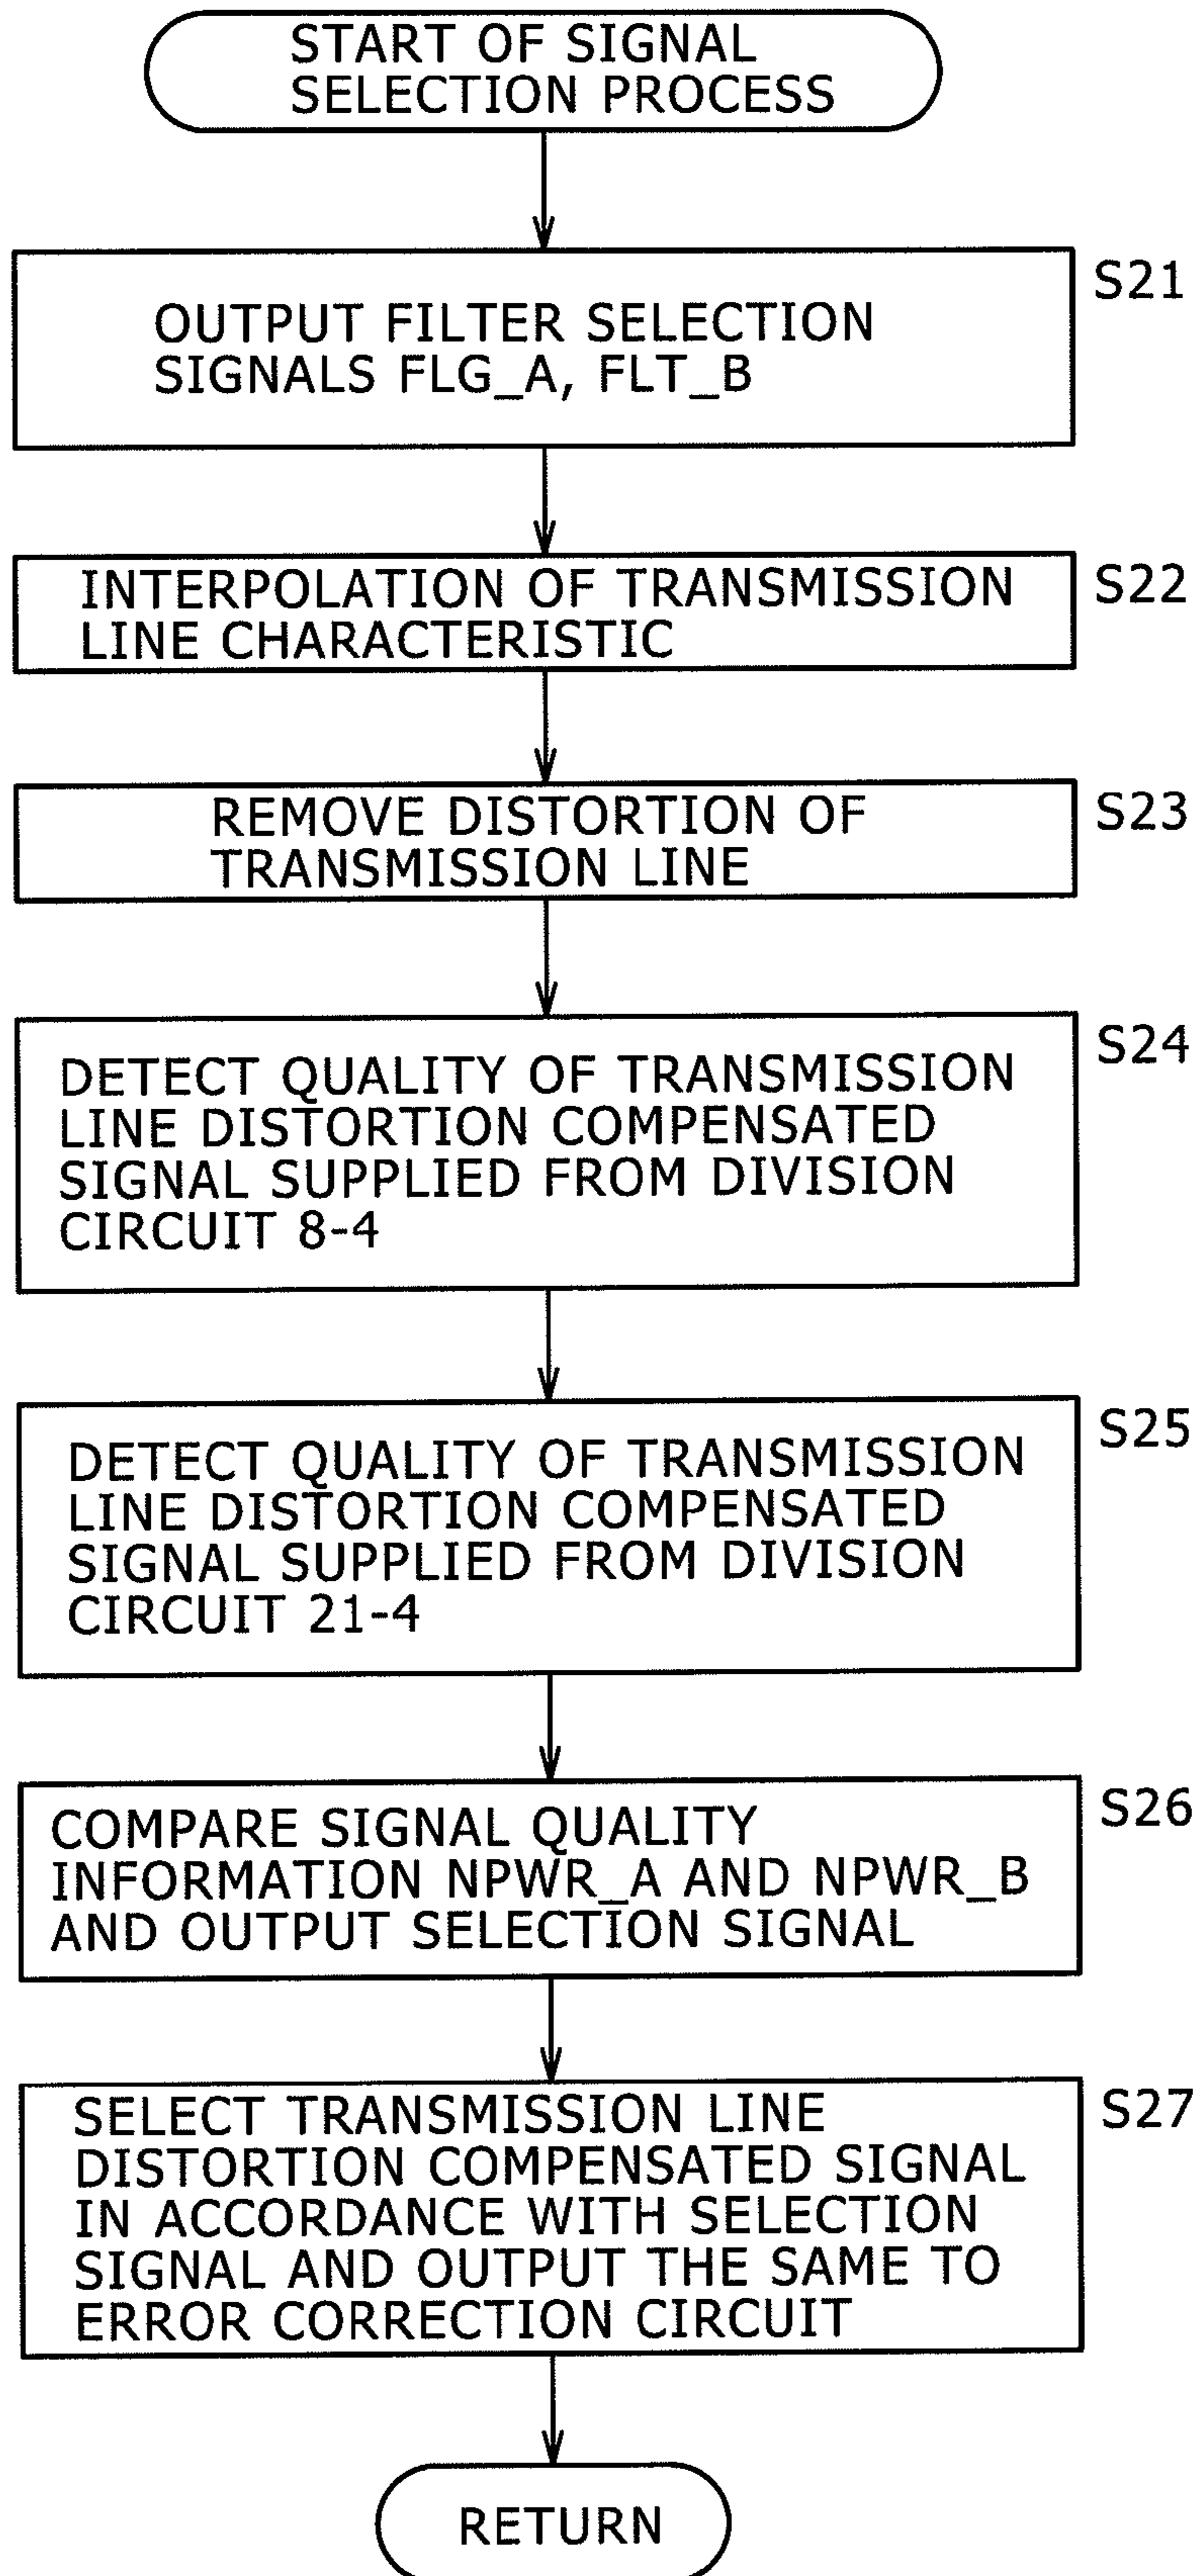 START OF SIGNAL
SELECTION PROCESS
S21
OUTPUT FILTER SELECTION
SIGNALS FLG_A, FLT_B
S22
INTERPOLATION OF TRANSMISSION
LINE CHARACTERISTIC
S23
REMOVE DISTORTION OF
TRANSMISSION LINE
S24
DETECT QUALITY OF TRANSMISSION
LINE DISTORTION COMPENSATED
SIGNAL SUPPLIED FROM DIVISION
CIRCUIT 8-4
S25
DETECT QUALITY OF TRANSMISSION
LINE DISTORTION COMPENSATED
SIGNAL SUPPLIED FROM DIVISION
CIRCUIT 21-4
S26
COMPARE SIGNAL QUALITY
INFORMATION NPWR_A AND NPWR_B
AND OUTPUT SELECTION SIGNAL
S27
SELECT TRANSMISSION LINE
DISTORTION COMPENSATED SIGNAL
IN ACCORDANCE WITH SELECTION
SIGNAL AND OUTPUT THE SAME TO
ERROR CORRECTION CIRCUIT
RETURN